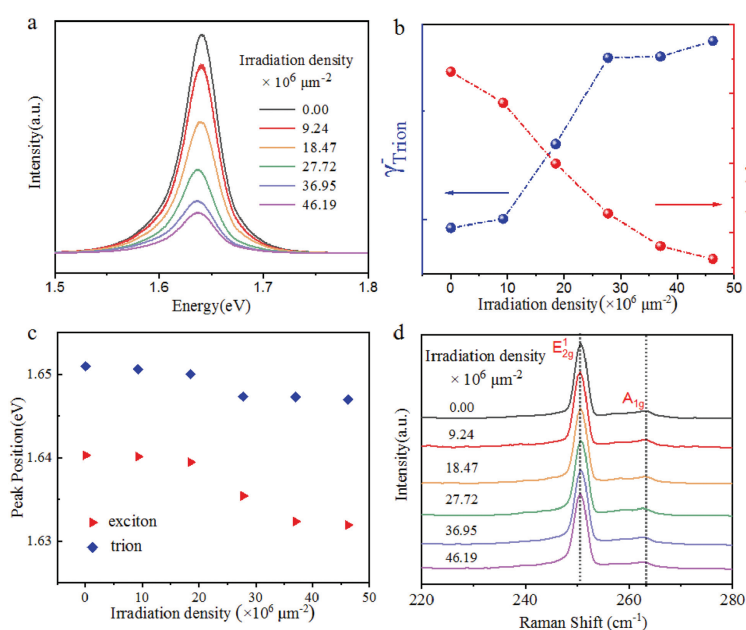 a
Irradiation density
× 10⁶ μm⁻²
0.00
9.24
18.47
27.72
36.95
46.19
Intensity(a.u.)
1.5 1.6 1.7 1.8
Energy(eV)
b
γ⁻Trion
0 10 20 30 40 50
Irradiation density(×10⁶ μm⁻²)
c
Peak Position(eV)
1.65
1.64
1.63
exciton
trion
0 10 20 30 40 50
Irradiation density(×10⁶ μm⁻²)
d
Irradiation density
× 10⁶ μm⁻²
E¹2g
A1g
0.00
9.24
18.47
27.72
36.95
46.19
Intensity(a.u.)
220 240 260 280
Raman Shift (cm⁻¹)